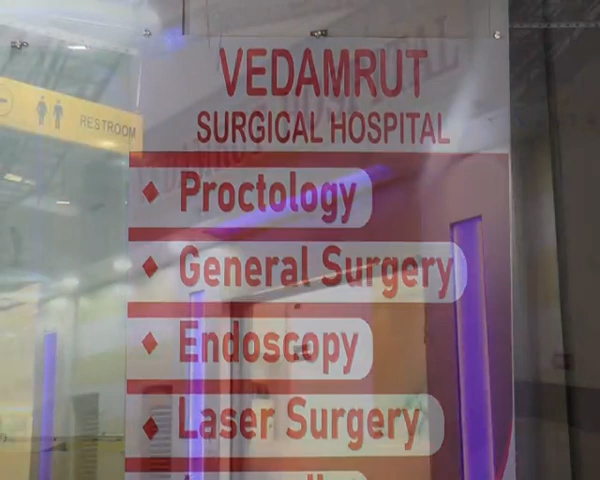 VEDAMRUT
SURGICAL HOSPITAL
RESTROOM
Proctology
General Surgery
Endoscopy
Laser Surgery